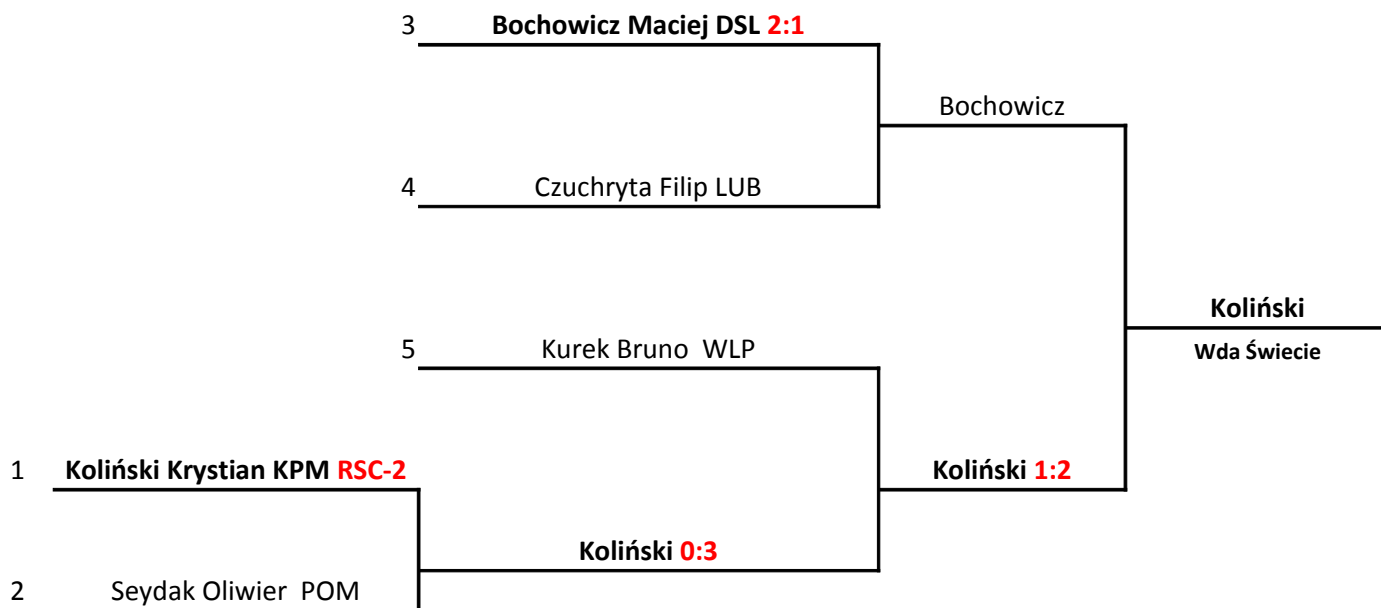 3 Bochowicz Maciej DSL 2:1
Bochowicz
4 Czuchryta Filip LUB
Koliński
Wda Świecie
5 Kurek Bruno  WLP
1 Koliński Krystian KPM RSC-2
Koliński 1:2
Koliński 0:3
2 Seydak Oliwier  POM